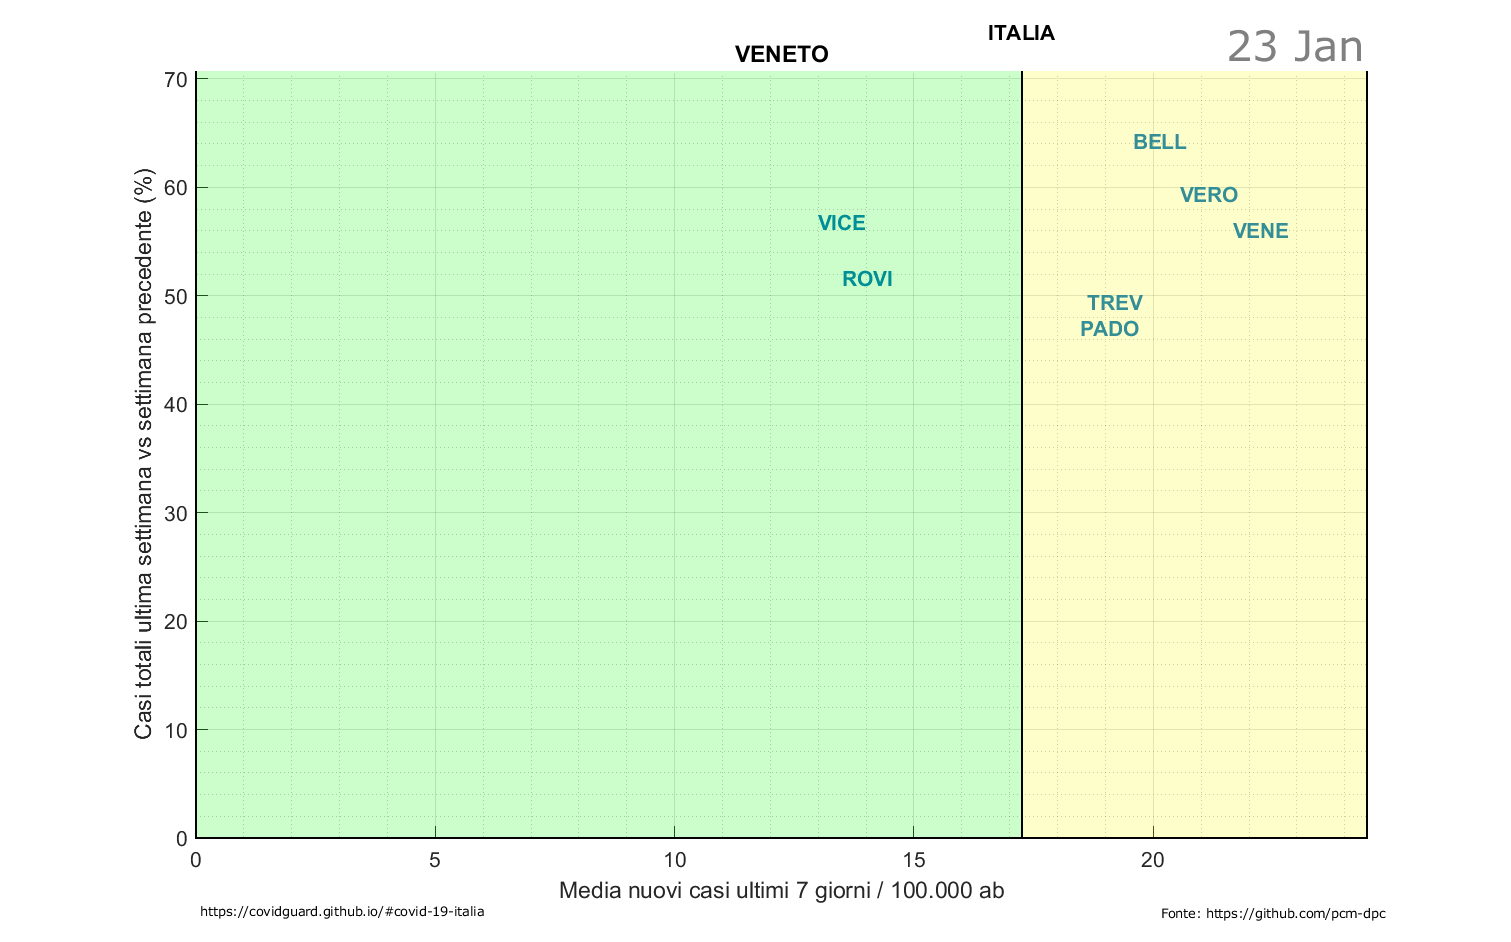 ITALIA
VENETO
23 Jan
Casi totali ultima settimana vs settimana precedente (%)
70
60
50
40
30
20
10
0
BELL
VERO
VICE
VENE
ROVI
TREV
PADO
0
5
10
15
20
Media nuovi casi ultimi 7 giorni / 100.000 ab
https://covidguard.github.io/#covid-19-italia
Fonte: https://github.com/pcm-dpc